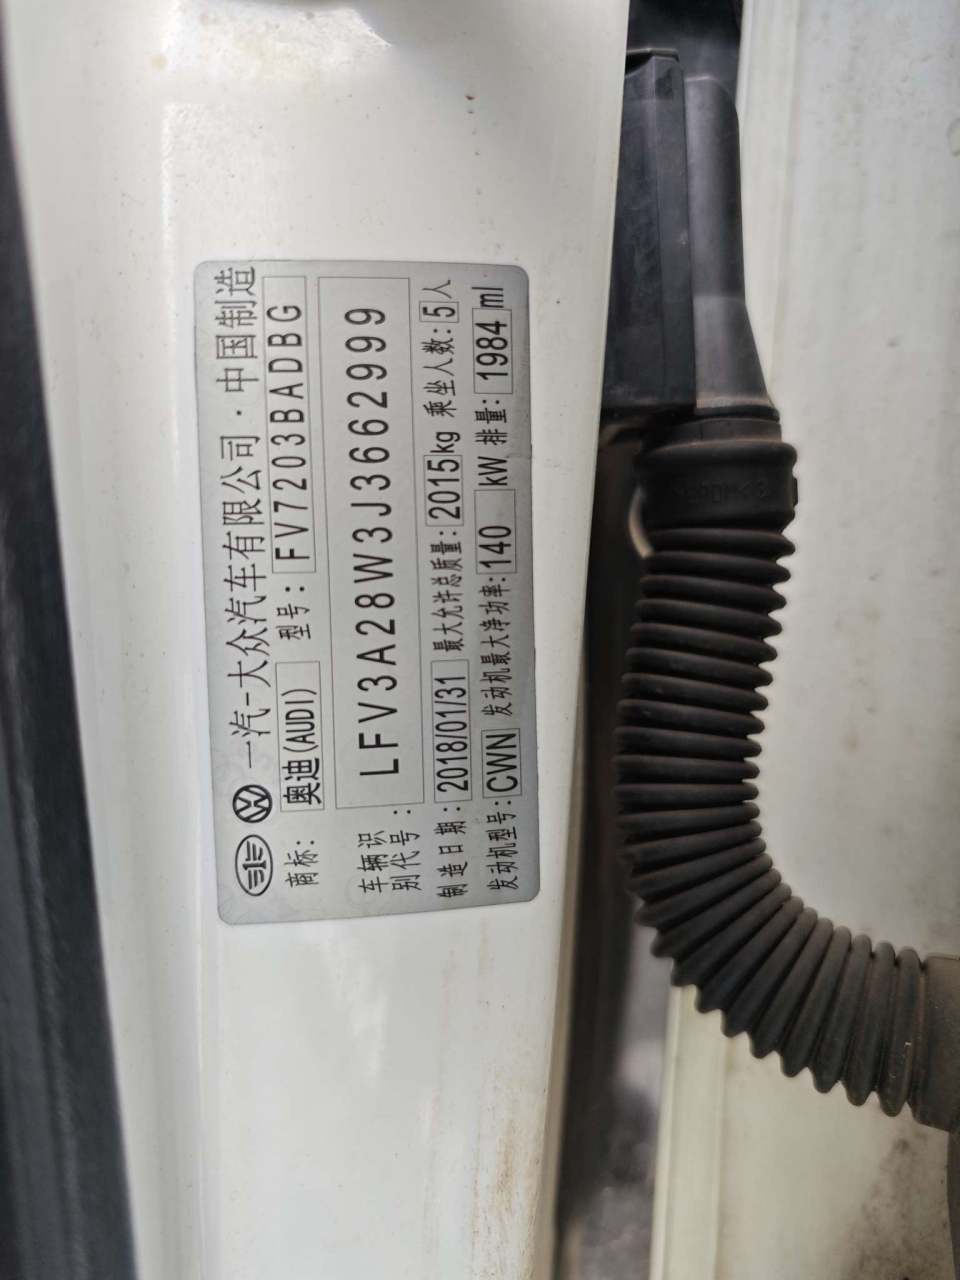 一汽-大众汽车有限公司·中国制造
商标: 奥迪(AUDI) 型号: FV7203BADBG
车辆识别代号: LFV3A28W3J3662999
制造日期: 2018/01/31 最大允许总质量: 2015kg 乘坐人数: 5人
发动机型号: CWN 发动机最大净功率: 140 kW 排量: 1984 ml